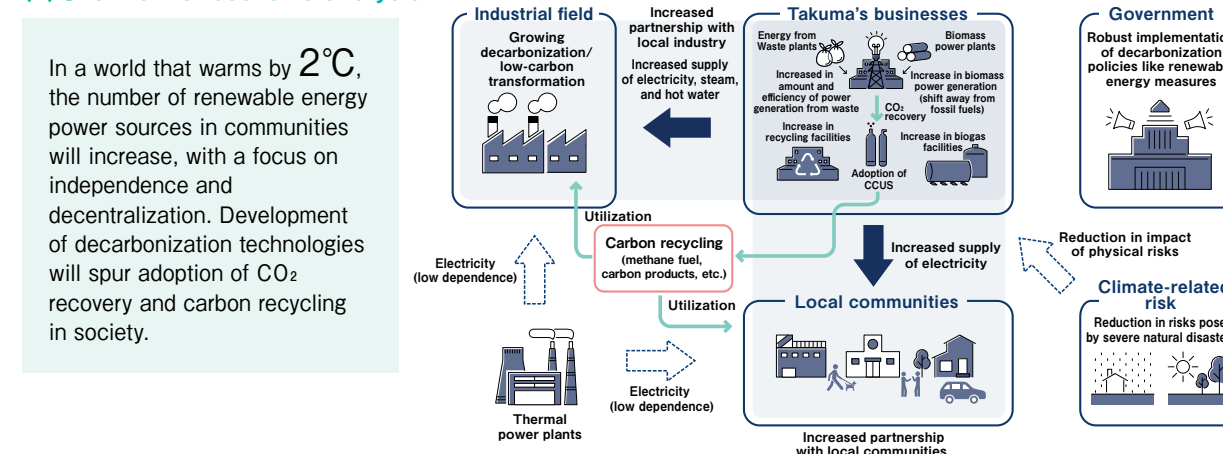 In a world that warms by 2℃,
the number of renewable energy
power sources in communities
will increase, with a focus on
independence and
decentralization. Development
of decarbonization technologies
will spur adoption of CO₂
recovery and carbon recycling
in society.
Industrial field
Growing
decarbonization/
low-carbon
transformation
Increased
partnership with
local industry
Increased supply
of electricity, steam,
and hot water
Takuma's businesses
Energy from
Waste plants
Biomass
power plants
Increased in
amount and
efficiency of power
generation from waste
Increase in biomass
power generation
(shift away from
fossil fuels)
CO₂
recovery
Increase in
recycling facilities
Increase in biogas
facilities
Adoption of
CCUS
Government
Robust implementation
of decarbonization
policies like renewable
energy measures
Utilization
Carbon recycling
(methane fuel,
carbon products, etc.)
Utilization
Electricity
(low dependence)
Increased supply
of electricity
Reduction in impact
of physical risks
Thermal
power plants
Electricity
(low dependence)
Local communities
Increased partnership
with local communities
Climate-related
risk
Reduction in risks pose
by severe natural disaste